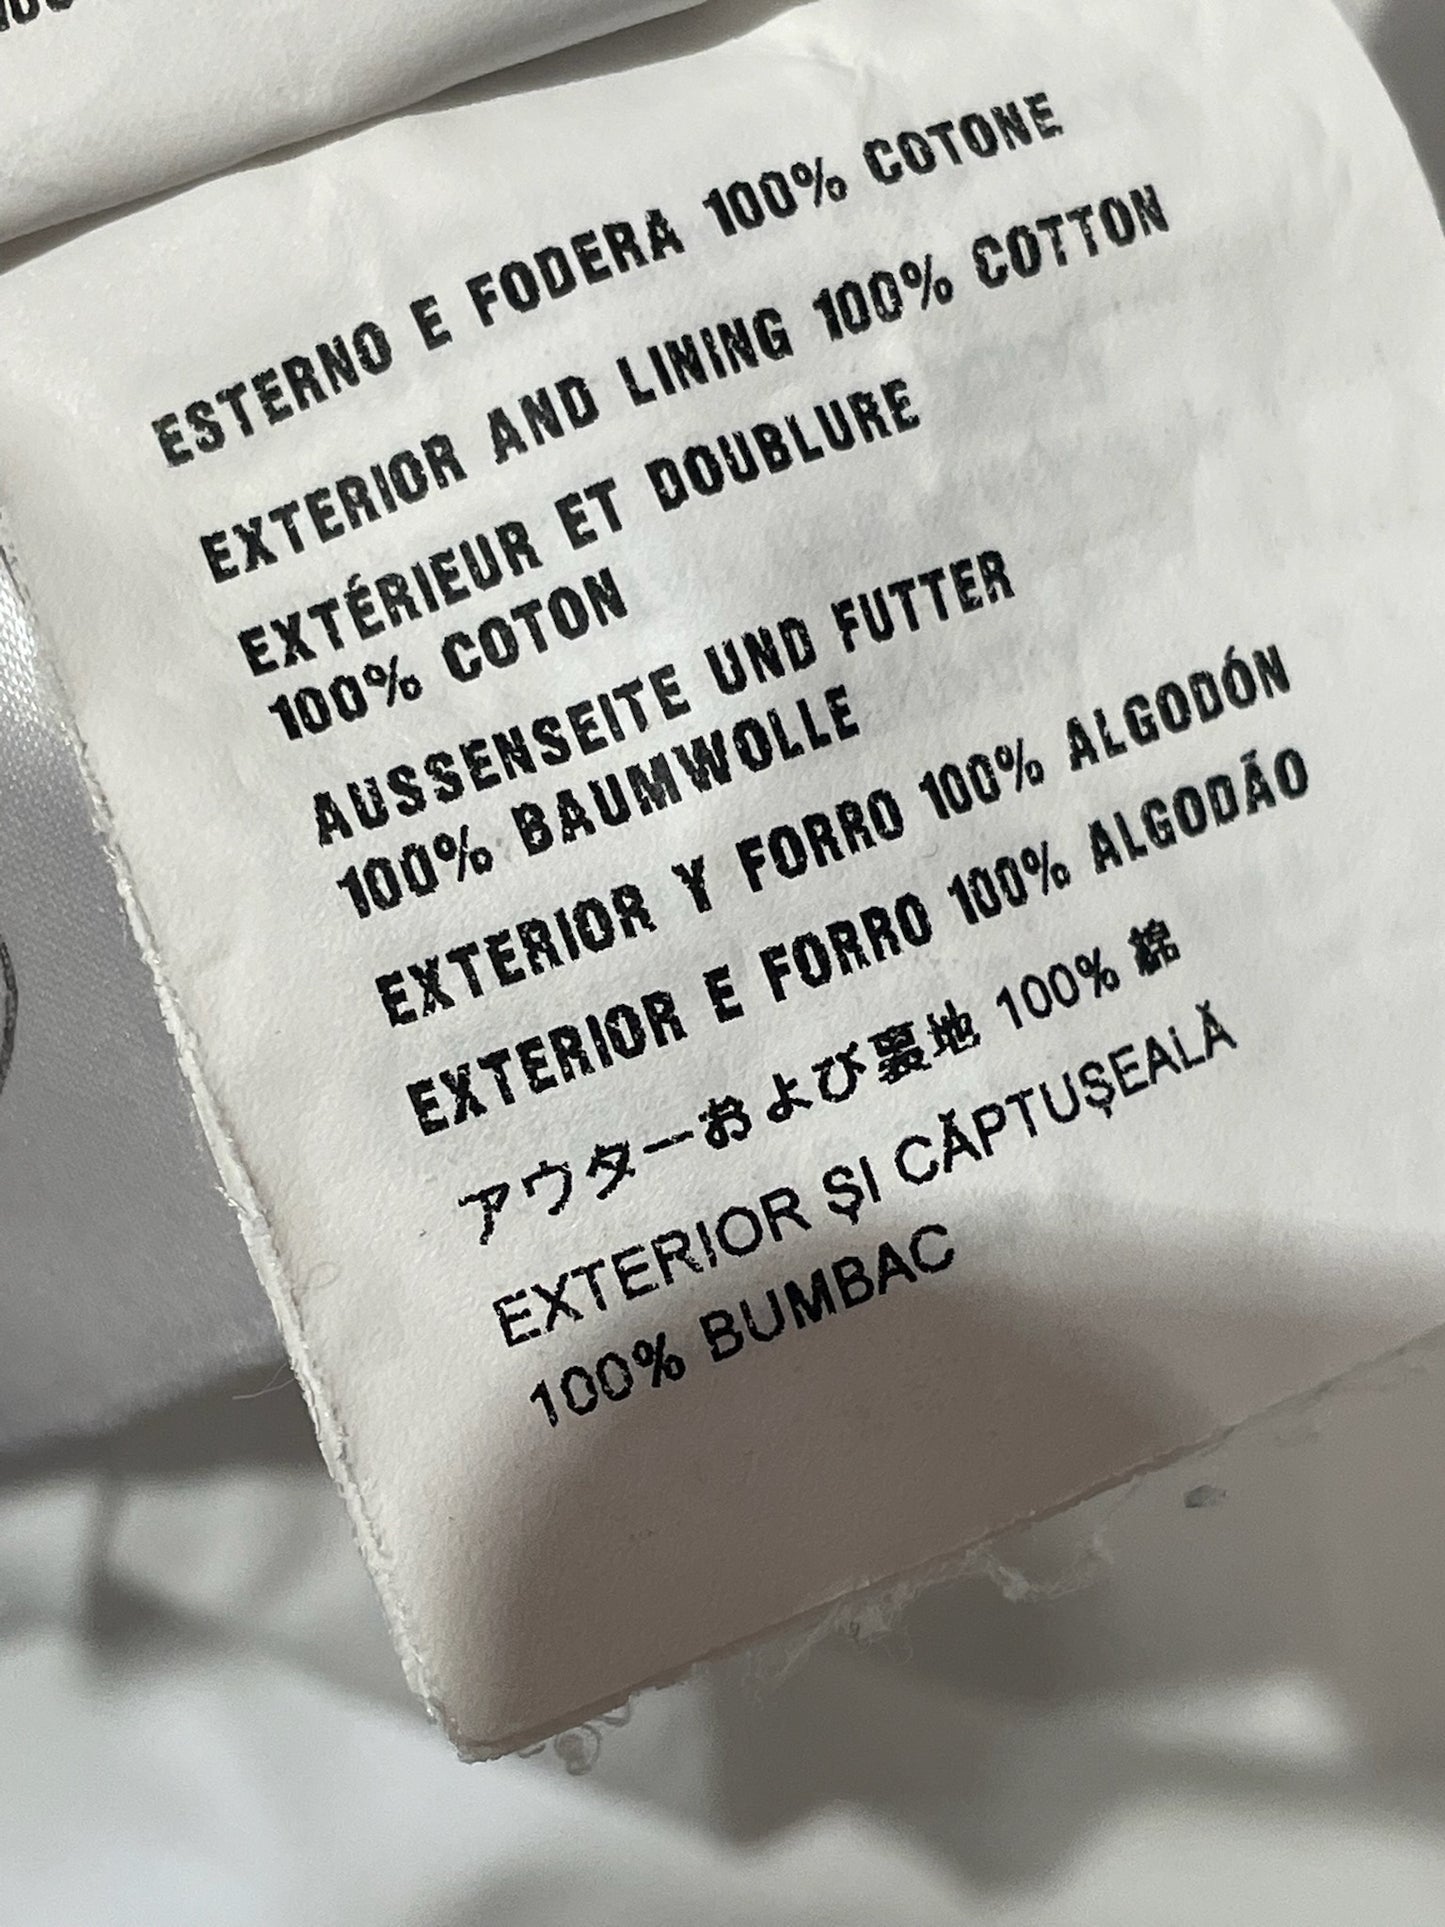 ESTERNO E FODERA 100% COTONE
EXTERIOR AND LINING 100% COTTON
EXTÉRIEUR ET DOUBLURE
100% COTON
AUSSENSEITE UND FUTTER
100% BAUMWOLLE
EXTERIOR Y FORRO 100% ALGODÓN
EXTERIOR E FORRO 100% ALGODÃO
アウターおよび裏地 100% 綿
EXTERIOR ŞI CĂPTUŞEALĂ
100% BUMBAC